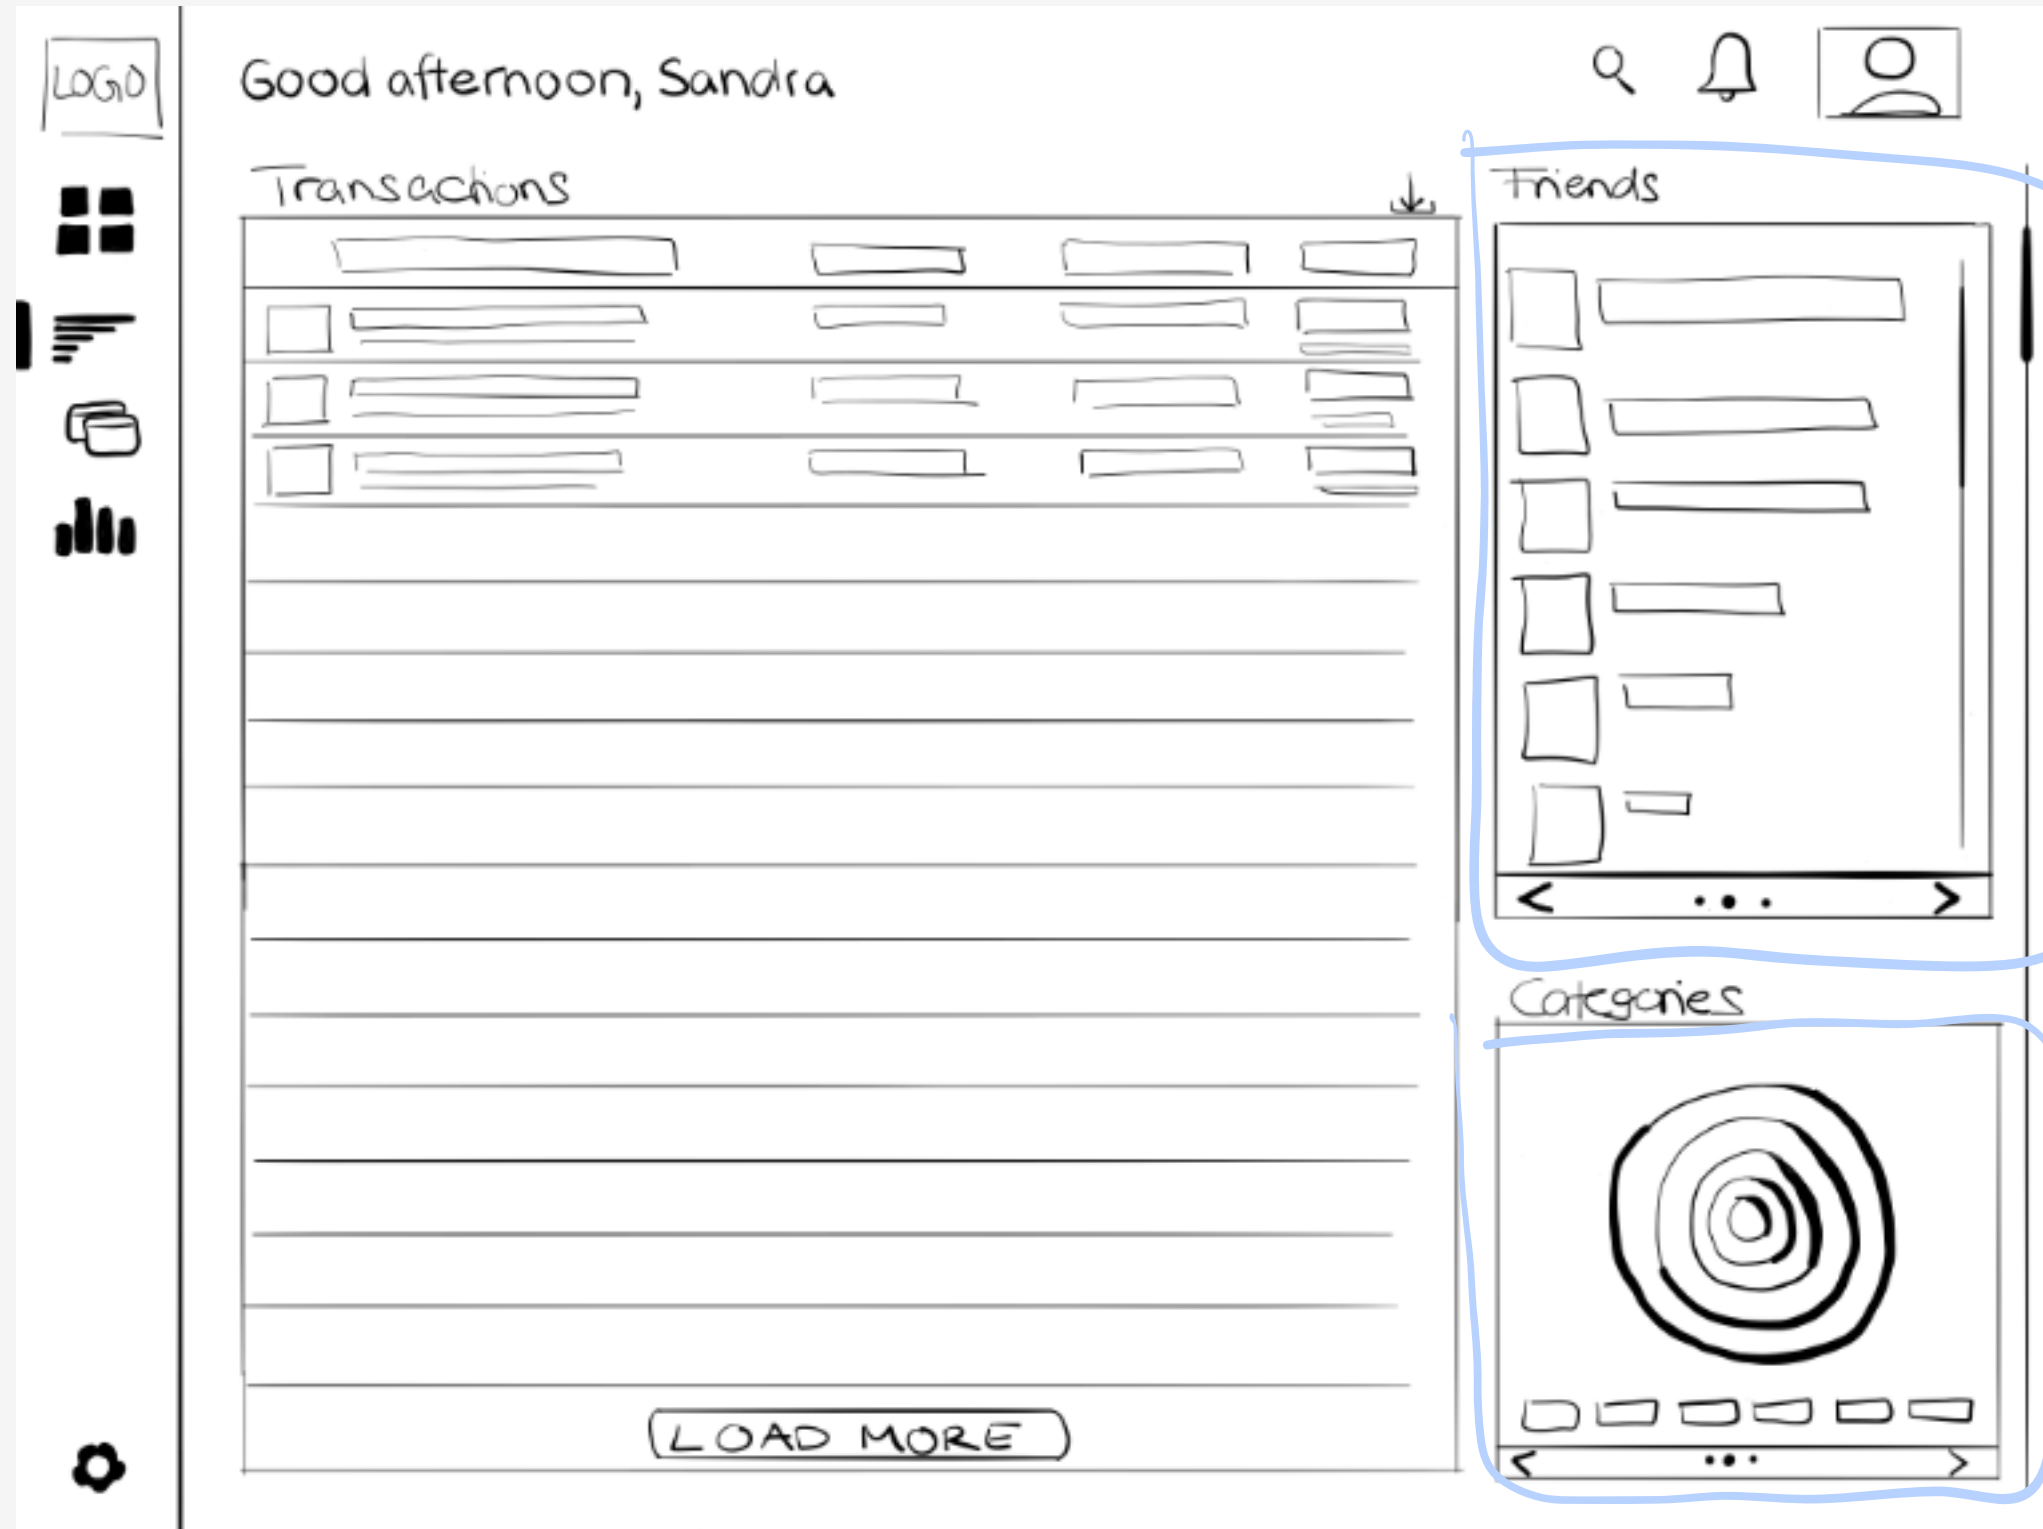 LOGO
Good afternoon, Sandra
Transactions
Friends
Categories
LOAD MORE